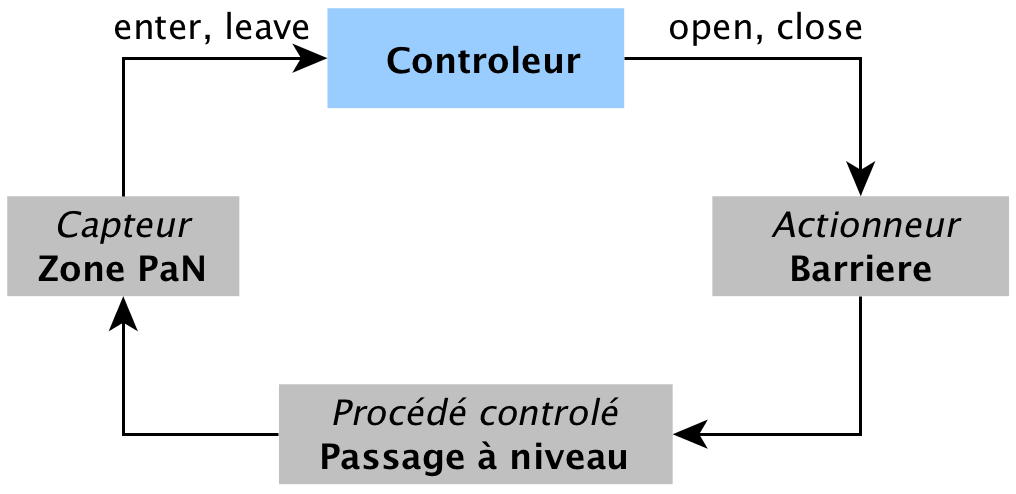 enter, leave
Controleur
open, close
Capteur
Zone PaN
Actionneur
Barriere
Procédé controlé
Passage à niveau